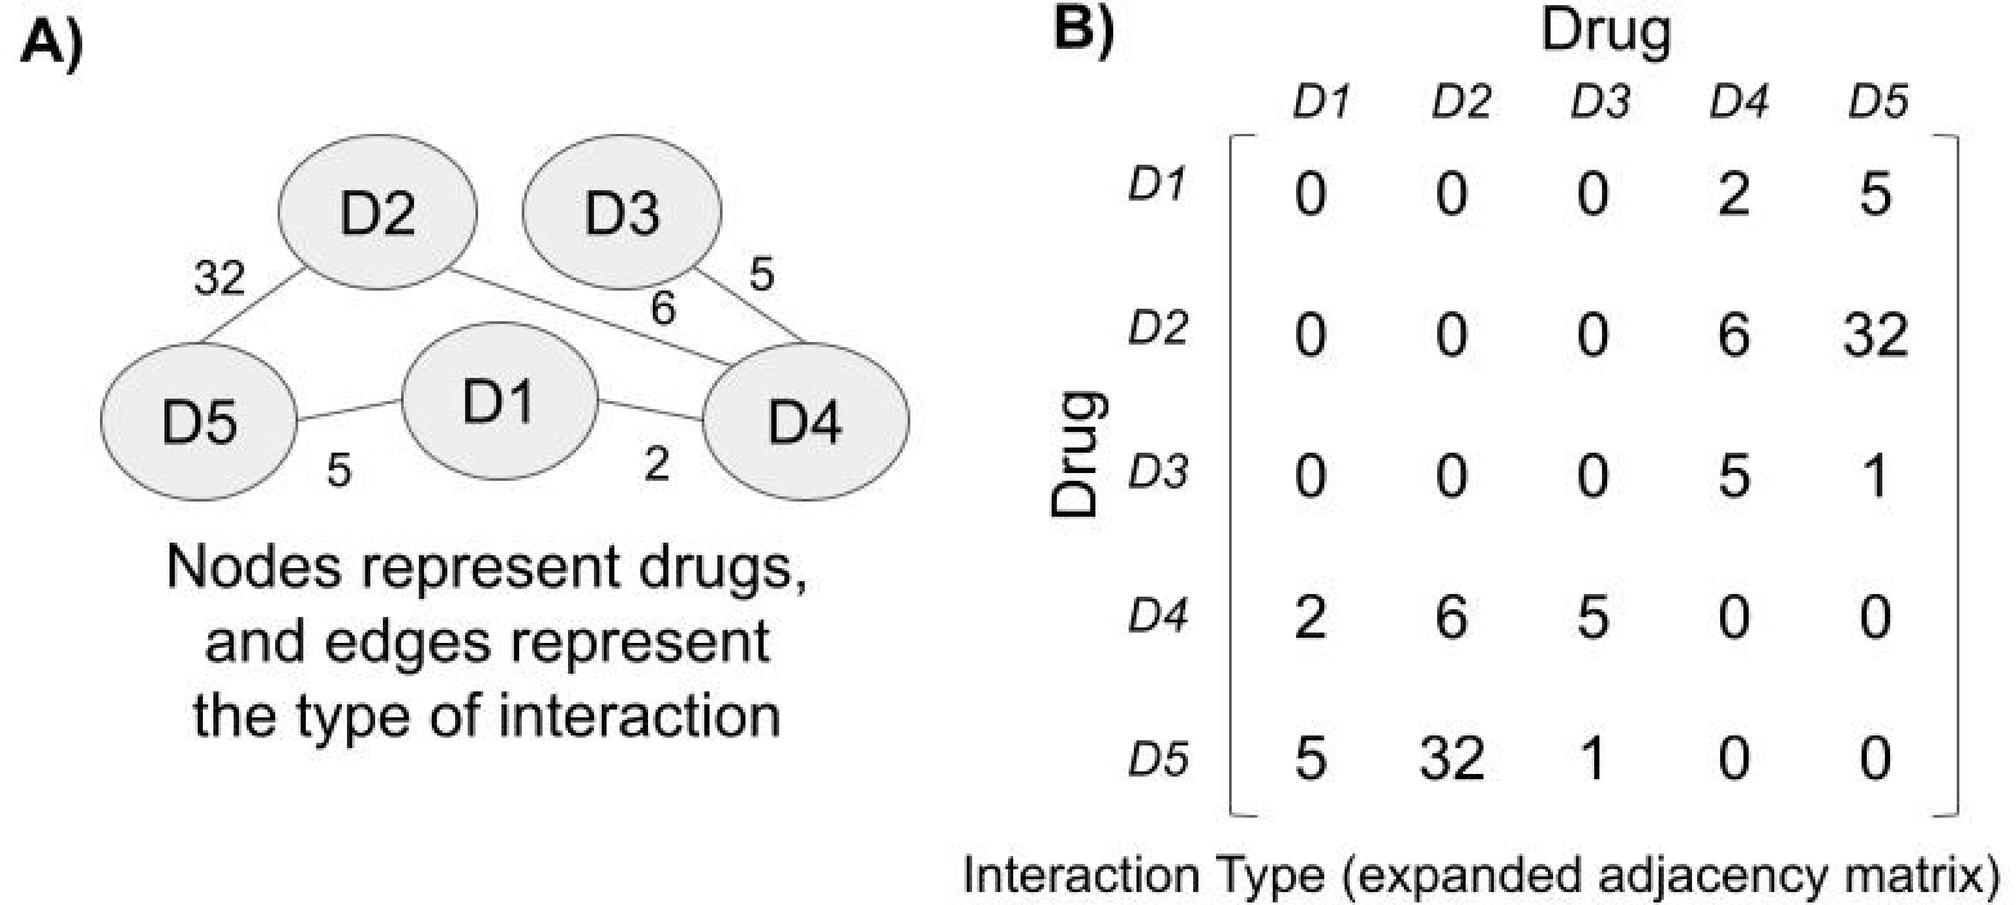 A)
D2 D3
32 5
6
D5 D1 D4
5 2
Nodes represent drugs,
and edges represent
the type of interaction
B)
Drug
D1 D2 D3 D4 D5
Drug
D1 0 0 0 2 5
D2 0 0 0 6 32
D3 0 0 0 5 1
D4 2 6 5 0 0
D5 5 32 1 0 0
Interaction Type (expanded adjacency matrix)